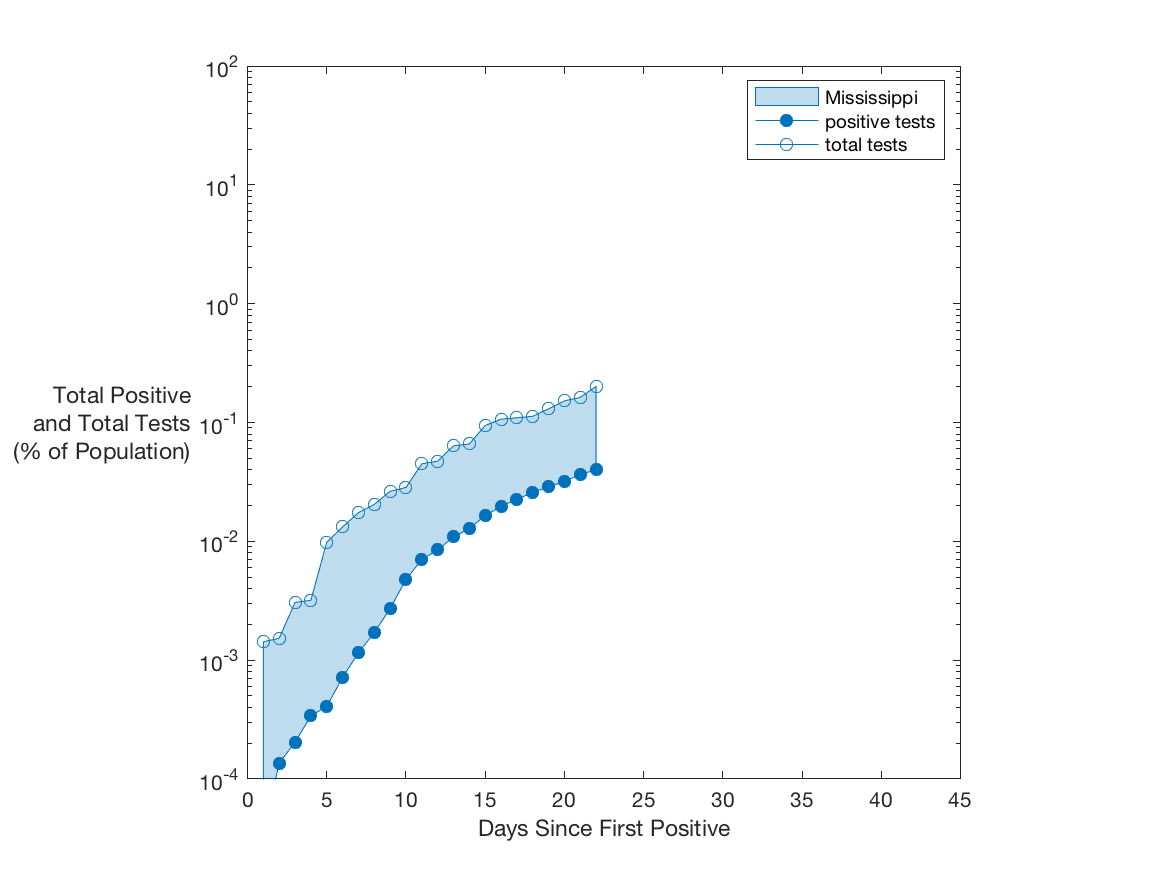 10^2
10^1
10^0
10^-1
10^-2
10^-3
10^-4
Total Positive
and Total Tests
(% of Population)
Mississippi
positive tests
total tests
0 5 10 15 20 25 30 35 40 45
Days Since First Positive